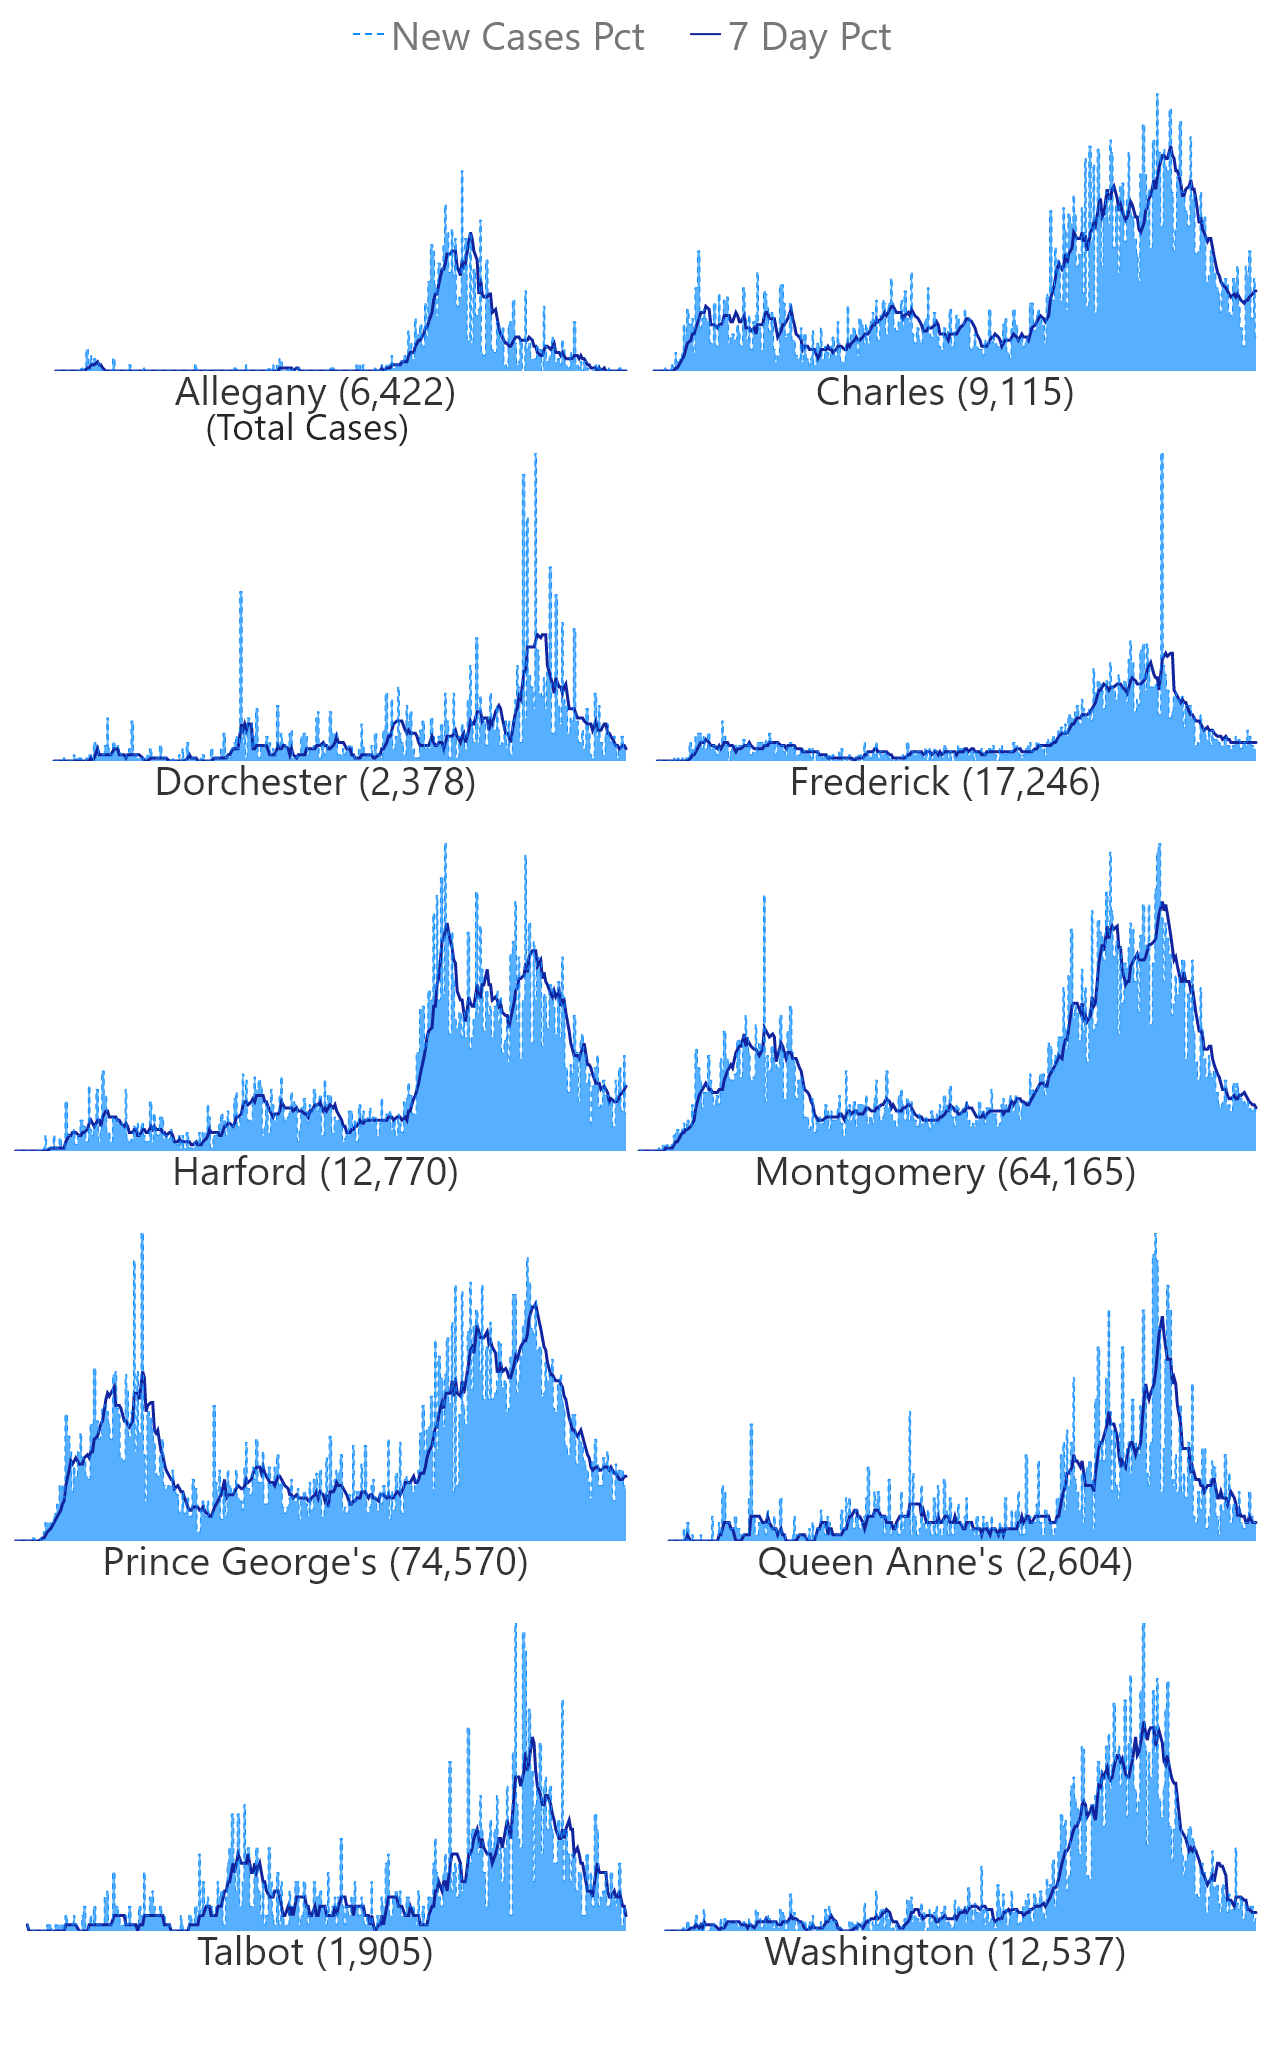 New Cases Pct 7 Day Pct
Allegany (6,422) Charles (9,115)
(Total Cases)
Dorchester (2,378) Frederick (17,246)
Harford (12,770) Montgomery (64,165)
Prince George's (74,570) Queen Anne's (2,604)
Talbot (1,905) Washington (12,537)